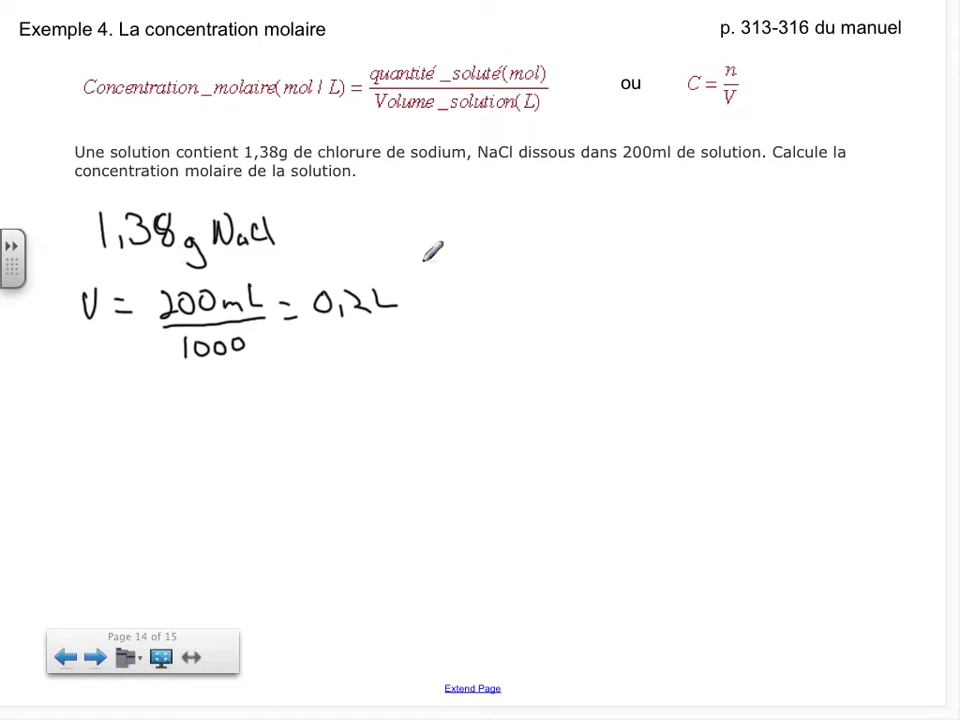 Exemple 4. La concentration molaire
p. 313-316 du manuel
Concentration_molaire(mol / L) = quantité_soluté(mol) / Volume_solution(L)
ou
C = n / V
Une solution contient 1,38g de chlorure de sodium, NaCl dissous dans 200ml de solution. Calcule la
concentration molaire de la solution.
1,38g NaCl
V = 200mL / 1000 = 0,2L
Page 14 of 15
Extend Page